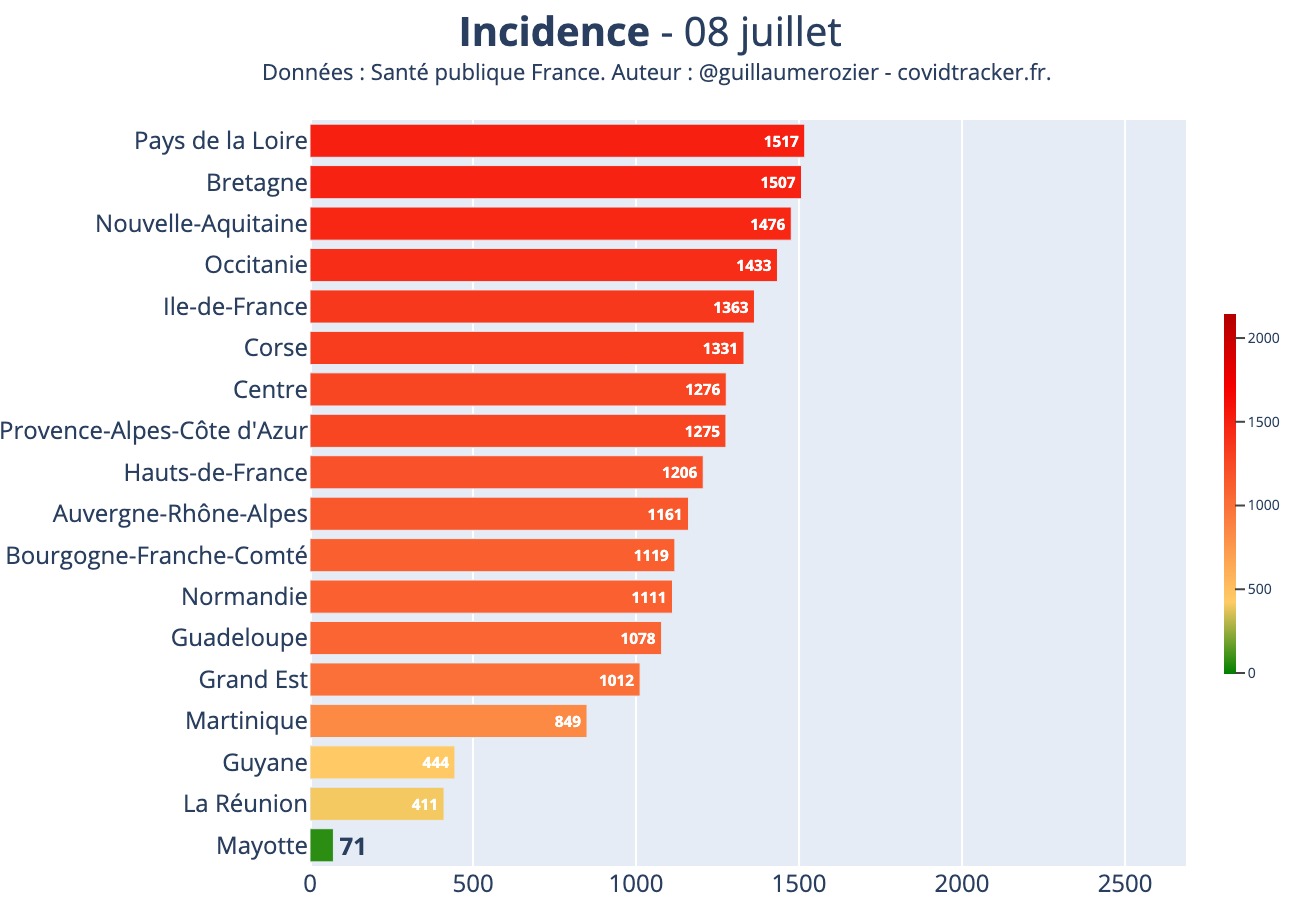 Incidence - 08 juillet
Données : Santé publique France. Auteur : @guillaumerozier - covidtracker.fr.
Pays de la Loire 1517
Bretagne 1507
Nouvelle-Aquitaine 1476
Occitanie 1433
Ile-de-France 1363
Corse 1331
Centre 1276
Provence-Alpes-Côte d'Azur 1275
Hauts-de-France 1206
Auvergne-Rhône-Alpes 1161
Bourgogne-Franche-Comté 1119
Normandie 1111
Guadeloupe 1078
Grand Est 1012
Martinique 849
Guyane 444
La Réunion 411
Mayotte 71
0 500 1000 1500 2000 2500
2000
1500
1000
500
0